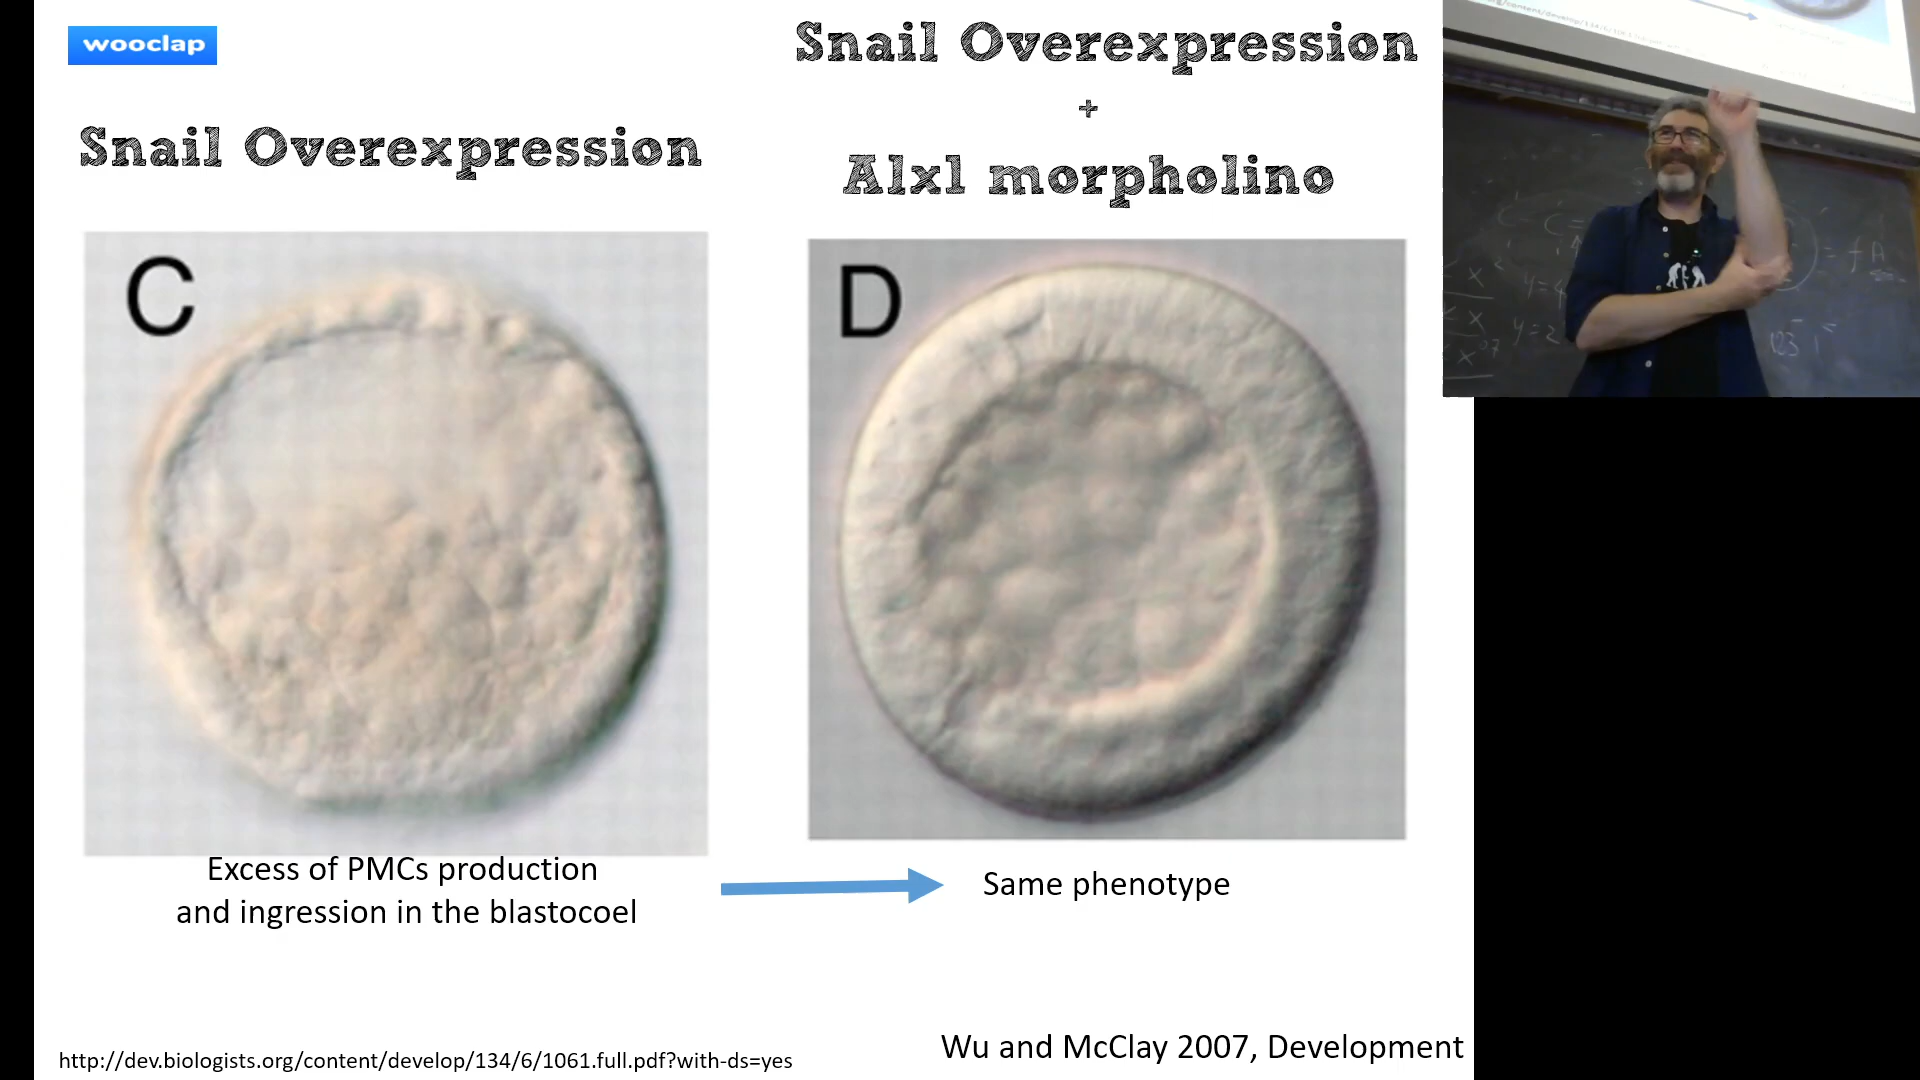 wooclap
Snail Overexpression
Snail Overexpression
+
Alx1 morpholino
C
D
Excess of PMCs production
and ingression in the blastocoel
Same phenotype
Wu and McClay 2007, Development
http://dev.biologists.org/content/develop/134/6/1061.full.pdf?with-ds=yes